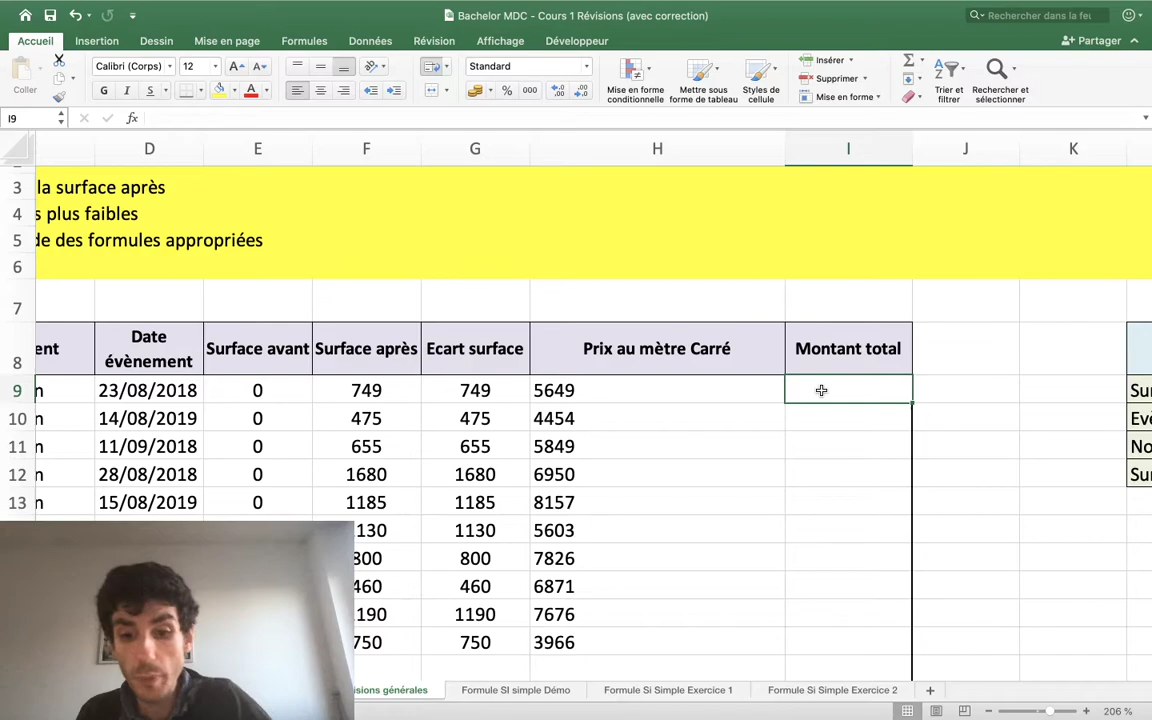 Bachelor MDC - Cours 1 Révisions (avec correction)
Rechercher dans la feu
Accueil Insertion Dessin Mise en page Formules Données Révision Affichage Développeur
Partager
Coller
Calibri (Corps) 12
G I S
Standard
% 000
Mise en forme conditionnelle
Mettre sous forme de tableau
Styles de cellule
Insérer
Supprimer
Mise en forme
Trier et filtrer
Rechercher et sélectionner
I9
fx
D E F G H I J K
3 la surface après
4 s plus faibles
5 de des formules appropriées
6
7
8 ent Date évènement Surface avant Surface après Ecart surface Prix au mètre Carré Montant total
9 n 23/08/2018 0 749 749 5649 Sur
10 n 14/08/2019 0 475 475 4454 Evè
11 n 11/09/2018 0 655 655 5849 No
12 n 28/08/2018 0 1680 1680 6950 Sur
13 n 15/08/2019 0 1185 1185 8157
1130 1130 5603
800 800 7826
460 460 6871
1190 1190 7676
750 750 3966
isions générales Formule SI simple Démo Formule Si Simple Exercice 1 Formule Si Simple Exercice 2
206 %